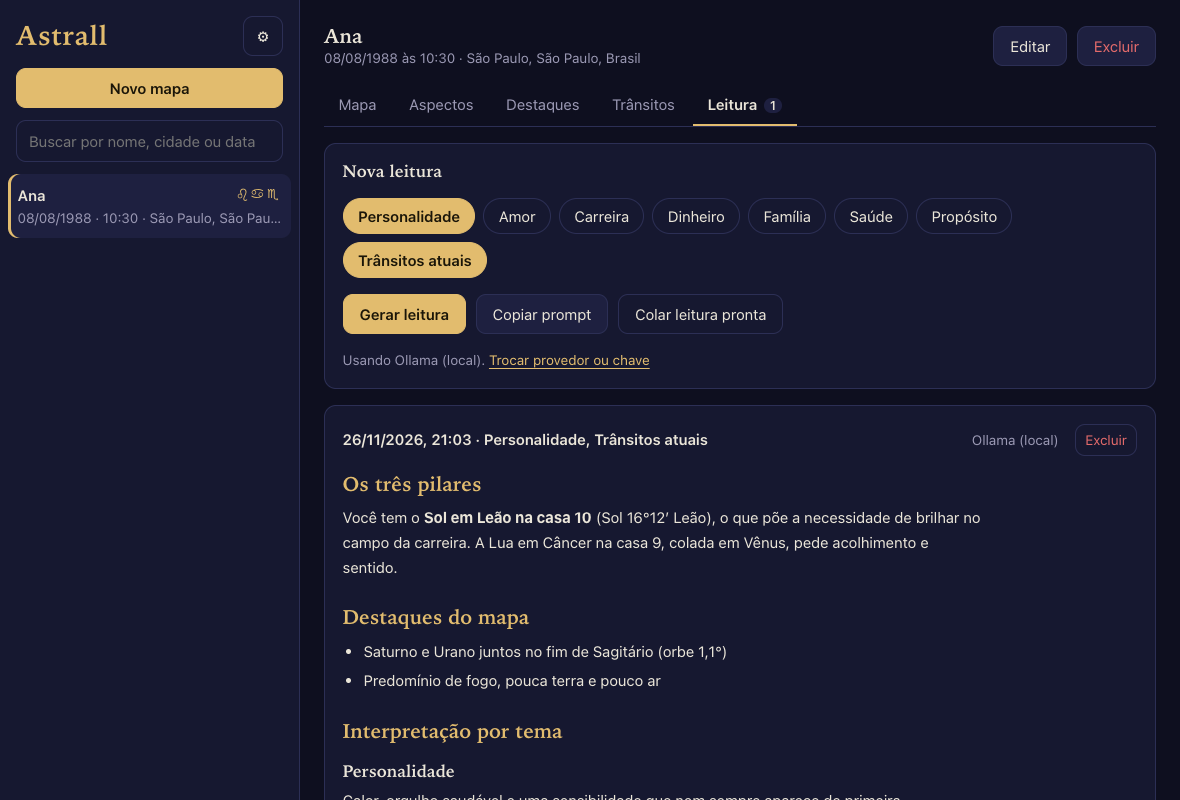 Astrall
⚙
Novo mapa
Buscar por nome, cidade ou data
Ana ♌♋♏
08/08/1988 · 10:30 · São Paulo, São Pau...
Ana
08/08/1988 às 10:30 · São Paulo, São Paulo, Brasil
Editar Excluir
Mapa Aspectos Destaques Trânsitos Leitura 1
Nova leitura
Personalidade Amor Carreira Dinheiro Família Saúde Propósito
Trânsitos atuais
Gerar leitura Copiar prompt Colar leitura pronta
Usando Ollama (local). Trocar provedor ou chave
26/11/2026, 21:03 · Personalidade, Trânsitos atuais Ollama (local) Excluir
Os três pilares
Você tem o Sol em Leão na casa 10 (Sol 16°12′ Leão), o que põe a necessidade de brilhar no
campo da carreira. A Lua em Câncer na casa 9, colada em Vênus, pede acolhimento e
sentido.
Destaques do mapa
• Saturno e Urano juntos no fim de Sagitário (orbe 1,1°)
• Predomínio de fogo, pouca terra e pouco ar
Interpretação por tema
Personalidade